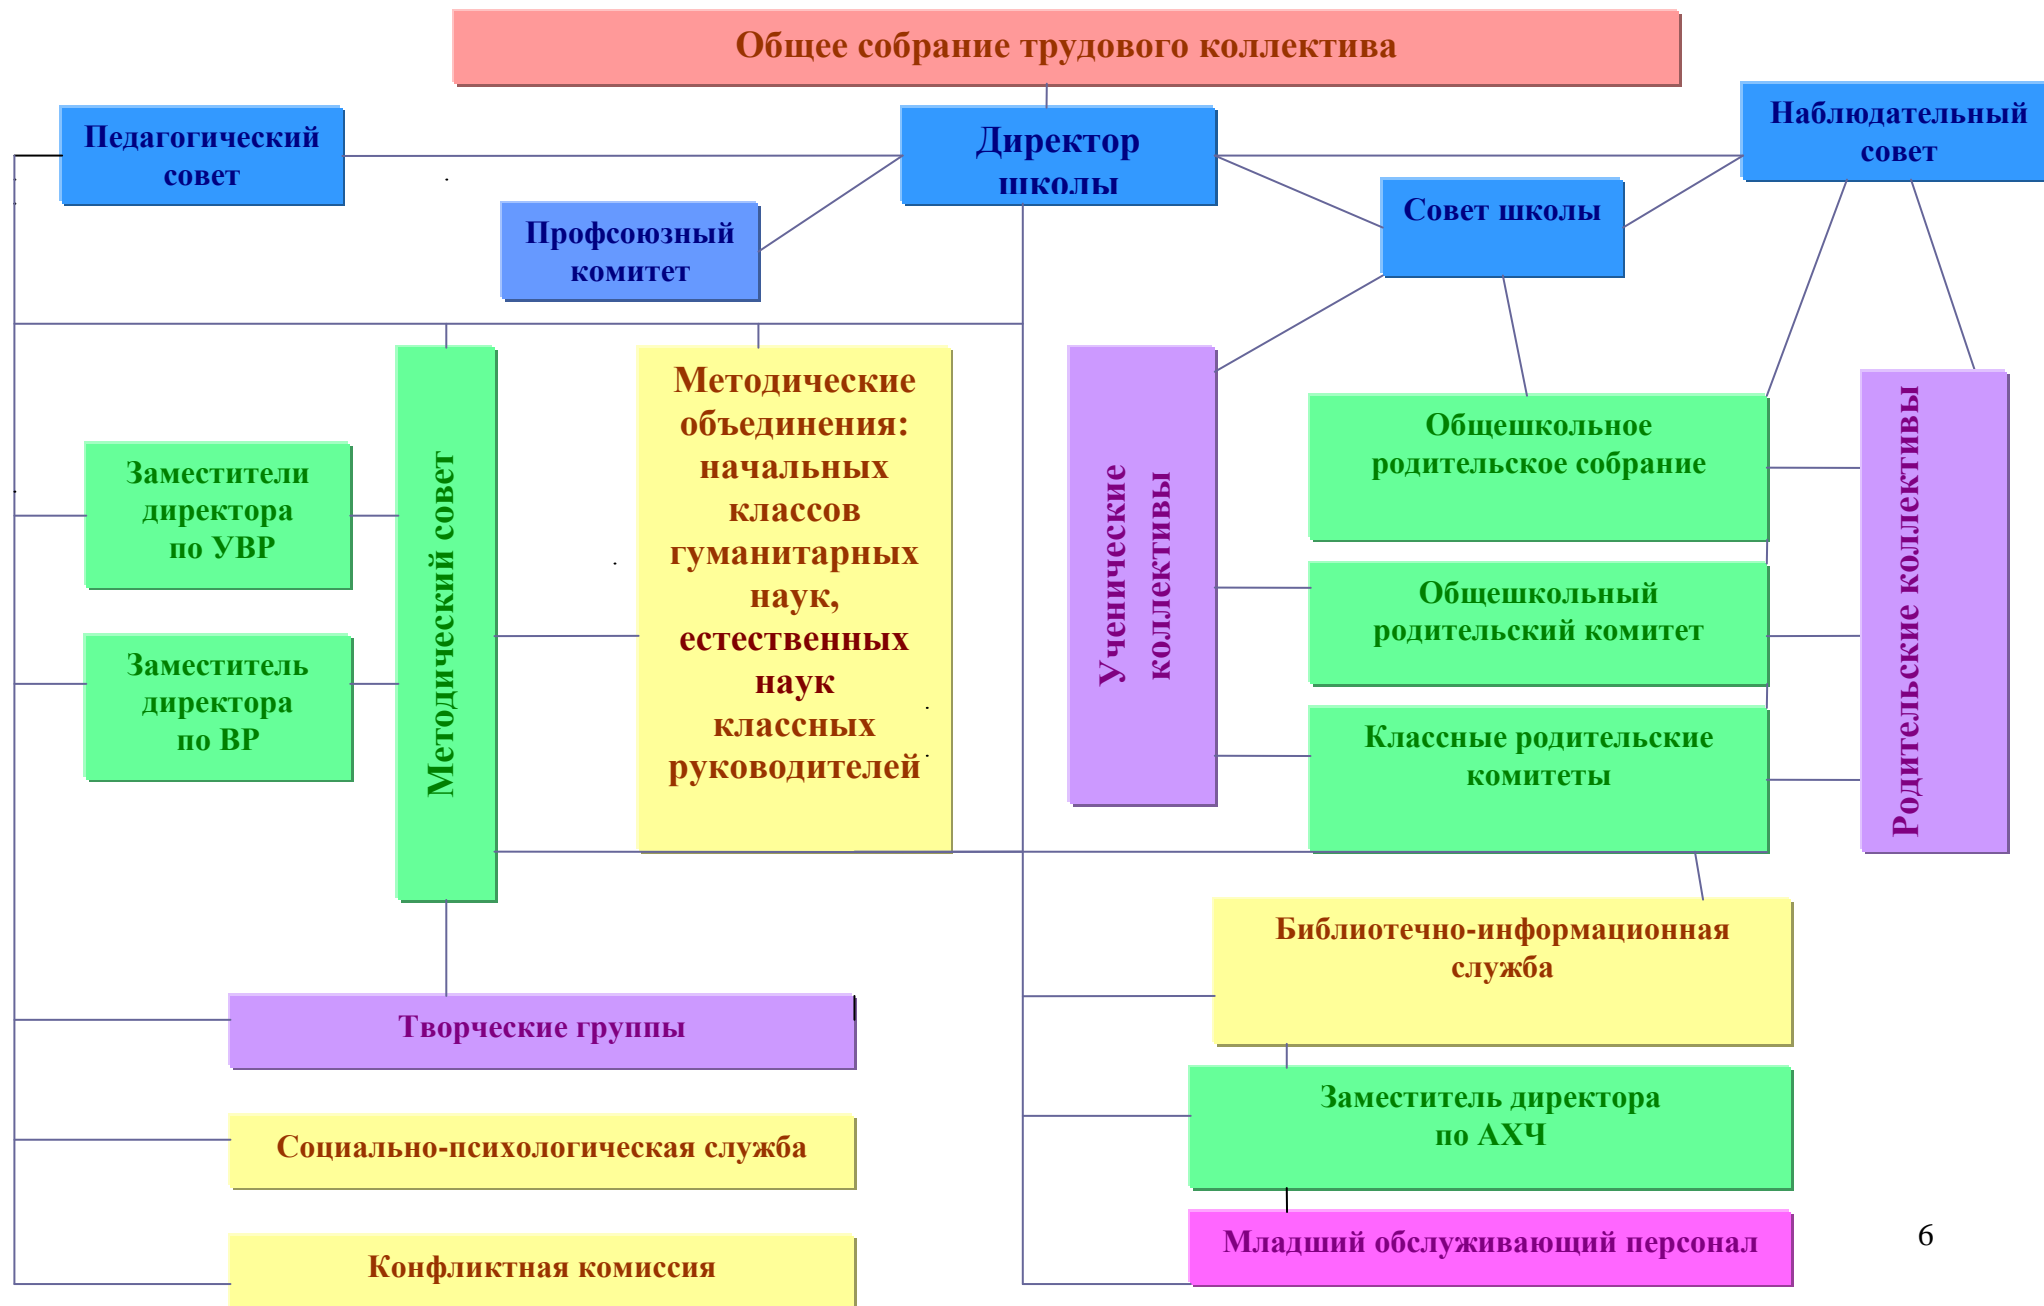 Общее собрание трудового коллектива
Педагогический
совет
Директор
школы
Наблюдательный
совет
Профсоюзный
комитет
Совет школы
Заместители
директора
по УВР
Заместитель
директора
по ВР
Методический совет
Методические
объединения:
начальных
классов
гуманитарных
наук,
естественных
наук
классных
руководителей
Ученические
коллективы
Общешкольное
родительское собрание
Общешкольный
родительский комитет
Классные родительские
комитеты
Родительские коллективы
Библиотечно-информационная
служба
Творческие группы
Заместитель директора
по АХЧ
Социально-психологическая служба
Младший обслуживающий персонал
6
Конфликтная комиссия